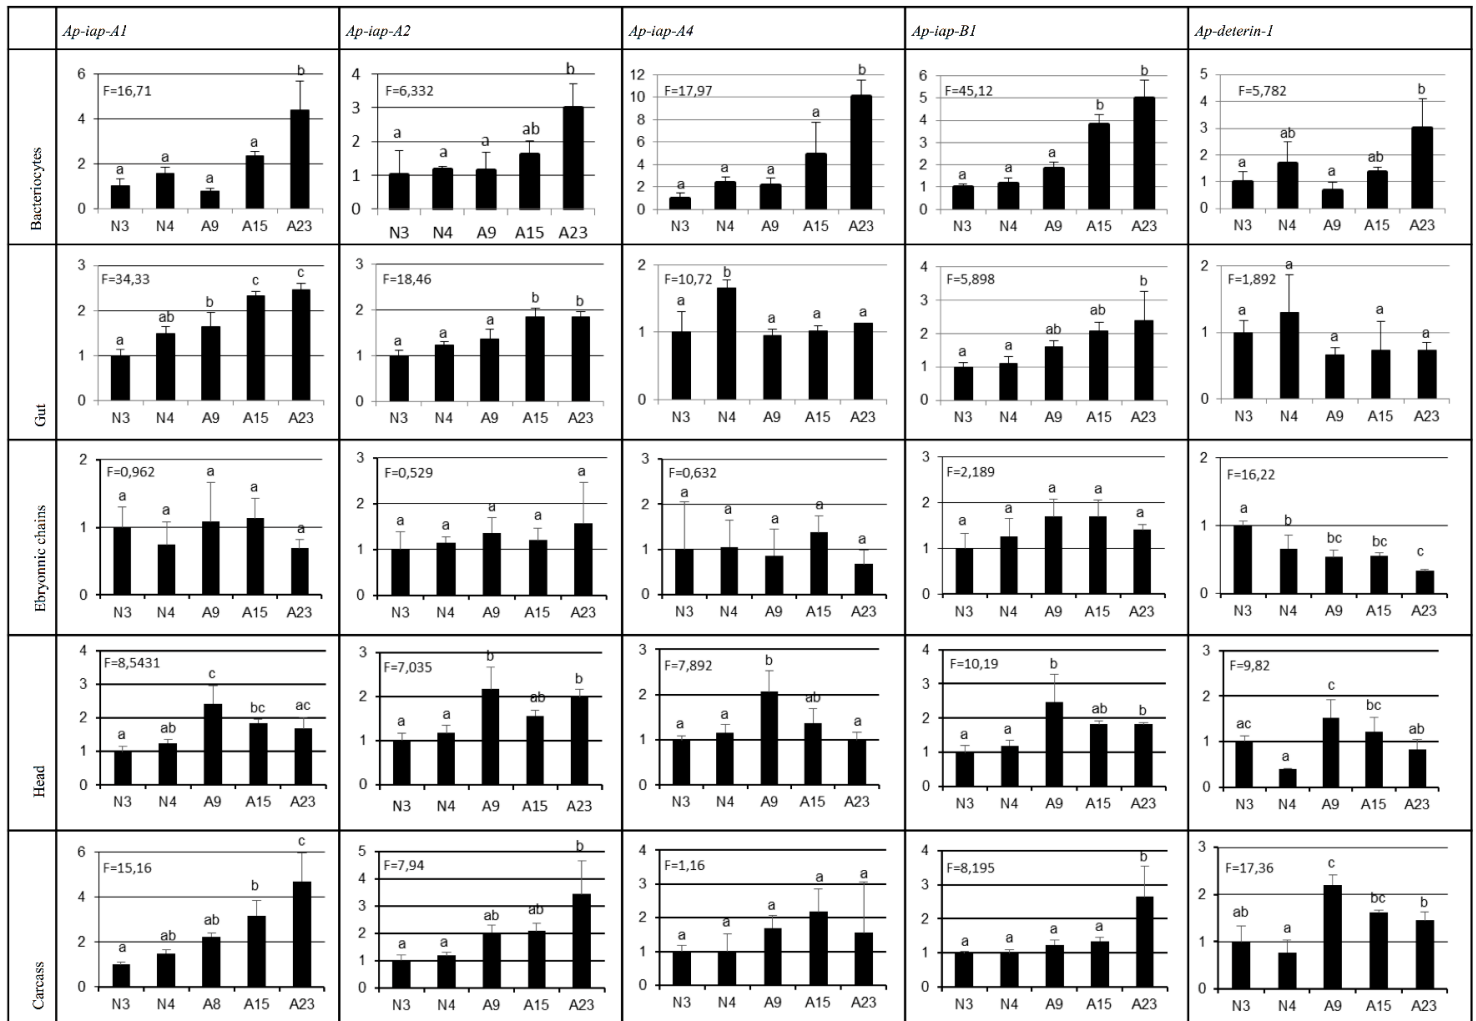 Ap-iap-A1 Ap-iap-A2 Ap-iap-A4 Ap-iap-B1 Ap-deterin-1
Bacteriocytes
F=16,71
6
4
2
0
a a a a b
N3 N4 A9 A15 A23
F=6,332
4
3
2
1
0
a a a ab b
N3 N4 A9 A15 A23
F=17,97
12
10
8
6
4
2
0
a a a a b
N3 N4 A9 A15 A23
F=45,12
6
5
4
3
2
1
0
a a a b b
N3 N4 A9 A15 A23
F=5,782
5
4
3
2
1
0
a ab a ab b
N3 N4 A9 A15 A23
Gut
F=34,33
3
2
1
0
a ab b c c
N3 N4 A9 A15 A23
F=18,46
3
2
1
0
a a a b b
N3 N4 A9 A15 A23
F=10,72
2
1
0
a b a a a
N3 N4 A9 A15 A23
F=5,898
4
3
2
1
0
a a ab ab b
N3 N4 A9 A15 A23
F=1,892
2
1
0
a a a a a
N3 N4 A9 A15 A23
Ebryonnic chains
F=0,962
2
1
0
a a a a a
N3 N4 A9 A15 A23
F=0,529
3
2
1
0
a a a a a
N3 N4 A9 A15 A23
F=0,632
3
2
1
0
a a a a a
N3 N4 A9 A15 A23
F=2,189
3
2
1
0
a a a a a
N3 N4 A9 A15 A23
F=16,22
2
1
0
a b bc bc c
N3 N4 A9 A15 A23
Head
F=8,5431
4
3
2
1
0
a ab c bc ac
N3 N4 A9 A15 A23
F=7,035
3
2
1
0
a a b ab b
N3 N4 A9 A15 A23
F=7,892
3
2
1
0
a a b ab a
N3 N4 A9 A15 A23
F=10,19
4
3
2
1
0
a a b ab b
N3 N4 A9 A15 A23
F=9,82
3
2
1
0
ac a c bc ab
N3 N4 A9 A15 A23
Carcass
F=15,16
6
4
2
0
a ab ab b c
N3 N4 A8 A15 A23
F=7,94
5
4
3
2
1
0
a a ab ab b
N3 N4 A9 A15 A23
F=1,16
4
3
2
1
0
a a a a a
N3 N4 A9 A15 A23
F=8,195
4
3
2
1
0
a a a a b
N3 N4 A9 A15 A23
F=17,36
3
2
1
0
ab a c bc b
N3 N4 A9 A15 A23